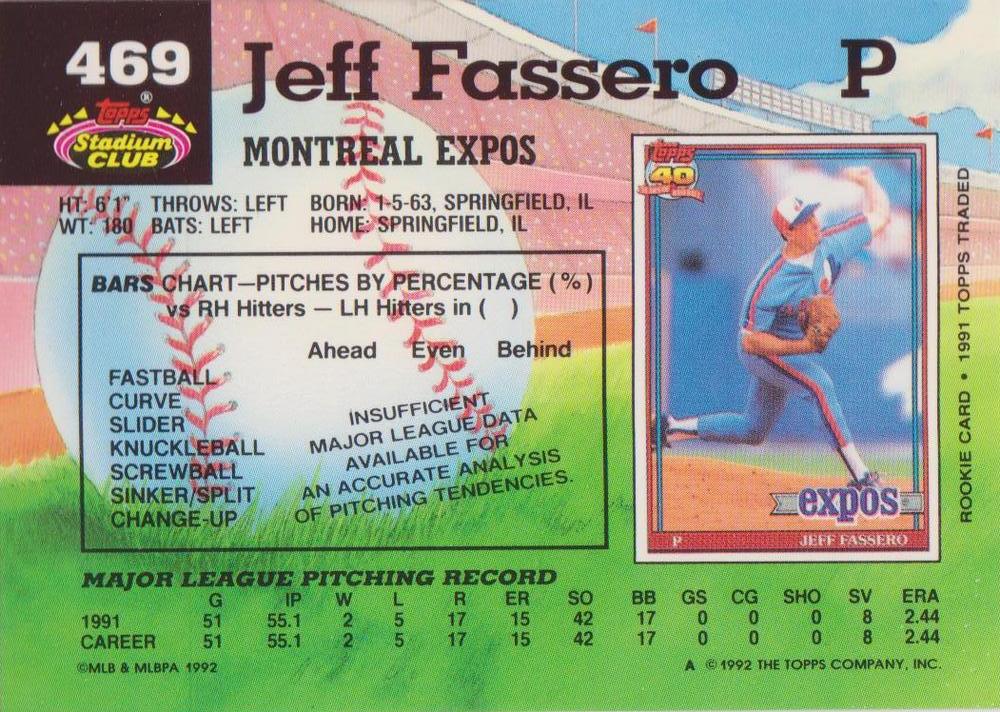 469
Topps®
Stadium
CLUB
Jeff Fassero P
MONTREAL EXPOS
HT: 6'1" THROWS: LEFT BORN: 1-5-63, SPRINGFIELD, IL
WT: 180 BATS: LEFT HOME: SPRINGFIELD, IL
BARS CHART—PITCHES BY PERCENTAGE (%)
vs RH Hitters — LH Hitters in ( )
Ahead Even Behind
FASTBALL
CURVE
SLIDER
KNUCKLEBALL
SCREWBALL
SINKER/SPLIT
CHANGE-UP
INSUFFICIENT
MAJOR LEAGUE DATA
AVAILABLE FOR
AN ACCURATE ANALYSIS
OF PITCHING TENDENCIES.
Topps
40
expos
P JEFF FASSERO
ROOKIE CARD • 1991 TOPPS TRADED
MAJOR LEAGUE PITCHING RECORD
G IP W L R ER SO BB GS CG SHO SV ERA
1991 51 55.1 2 5 17 15 42 17 0 0 0 8 2.44
CAREER 51 55.1 2 5 17 15 42 17 0 0 0 8 2.44
©MLB & MLBPA 1992 A ©1992 THE TOPPS COMPANY, INC.